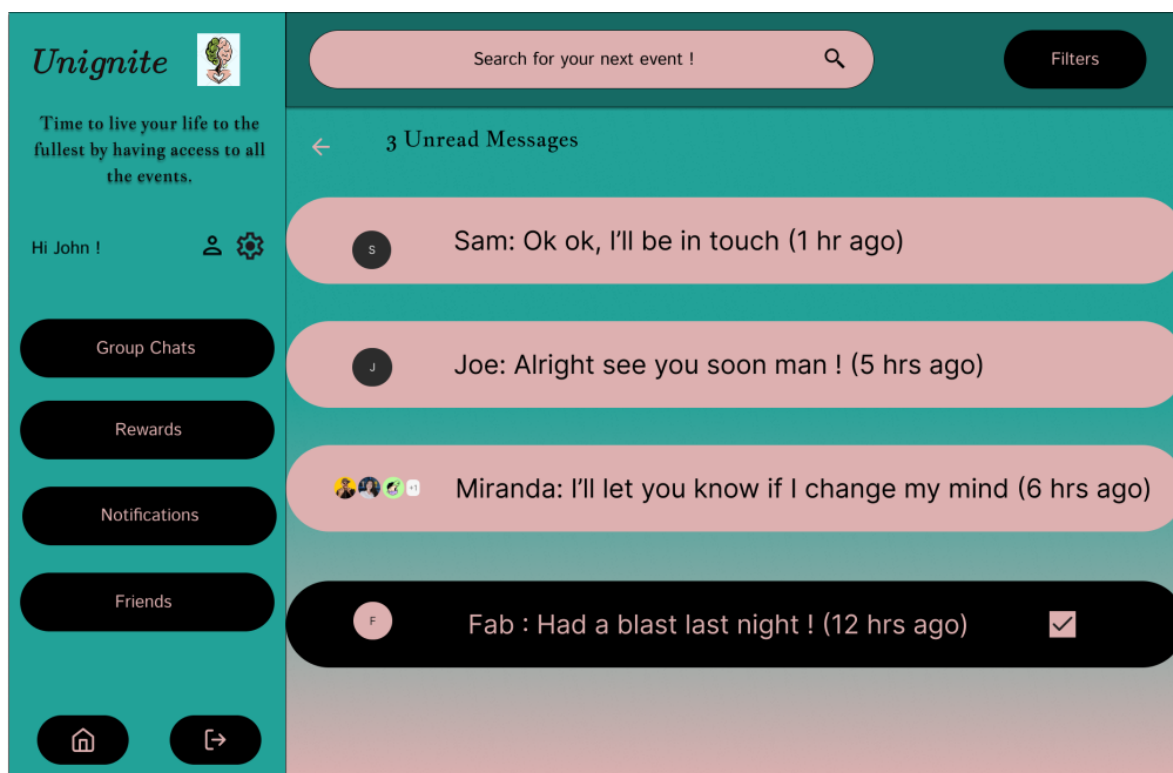 Unignite
Time to live your life to the
fullest by having access to all
the events.
Hi John !
Group Chats
Rewards
Notifications
Friends
Search for your next event !
Filters
3 Unread Messages
S
Sam: Ok ok, I'll be in touch (1 hr ago)
J
Joe: Alright see you soon man ! (5 hrs ago)
+1
Miranda: I'll let you know if I change my mind (6 hrs ago)
F
Fab : Had a blast last night ! (12 hrs ago)